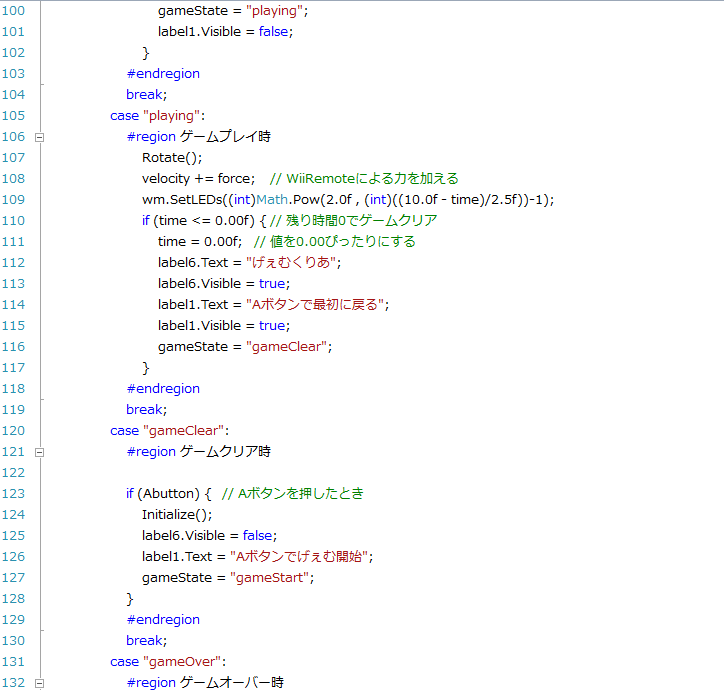 100 gameState = "playing";
101 label1.Visible = false;
102 }
103 #endregion
104 break;
105 case "playing":
106 #region ゲームプレイ時
107 Rotate();
108 velocity += force; // WiiRemoteによる力を加える
109 wm.SetLEDs((int)Math.Pow(2.0f , (int)((10.0f - time)/2.5f))-1);
110 if (time <= 0.00f) { // 残り時間0でゲームクリア
111 time = 0.00f; // 値を0.00ぴったりにする
112 label6.Text = "げぇむくりあ";
113 label6.Visible = true;
114 label1.Text = "Aボタンで最初に戻る";
115 label1.Visible = true;
116 gameState = "gameClear";
117 }
118 #endregion
119 break;
120 case "gameClear":
121 #region ゲームクリア時
122
123 if (Abutton) { // Aボタンを押したとき
124 Initialize();
125 label6.Visible = false;
126 label1.Text = "Aボタンでげぇむ開始";
127 gameState = "gameStart";
128 }
129 #endregion
130 break;
131 case "gameOver":
132 #region ゲームオーバー時